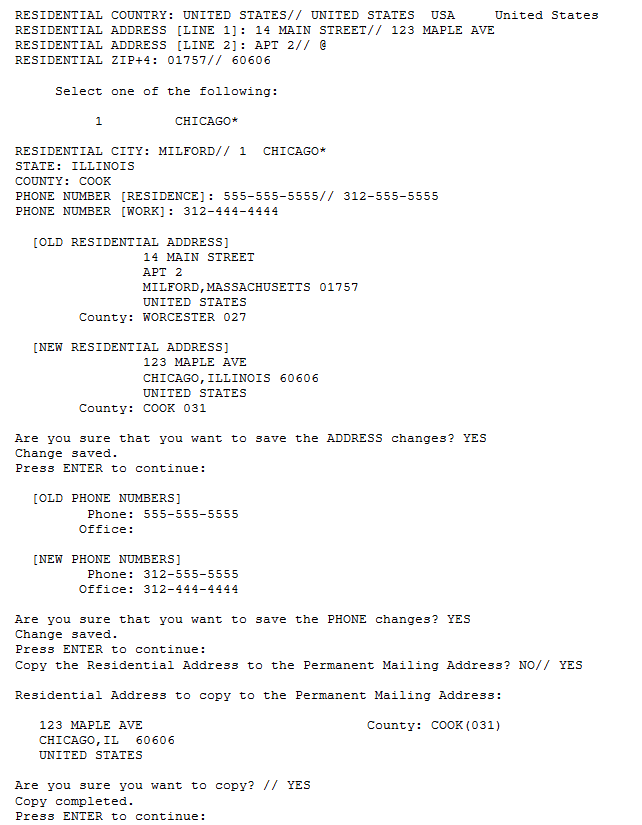 RESIDENTIAL COUNTRY: UNITED STATES// UNITED STATES  USA     United States
RESIDENTIAL ADDRESS [LINE 1]: 14 MAIN STREET// 123 MAPLE AVE
RESIDENTIAL ADDRESS [LINE 2]: APT 2// @
RESIDENTIAL ZIP+4: 01757// 60606
     Select one of the following:
          1         CHICAGO*
RESIDENTIAL CITY: MILFORD// 1  CHICAGO*
STATE: ILLINOIS
COUNTY: COOK
PHONE NUMBER [RESIDENCE]: 555-555-5555// 312-555-5555
PHONE NUMBER [WORK]: 312-444-4444
  [OLD RESIDENTIAL ADDRESS]
                14 MAIN STREET
                APT 2
                MILFORD,MASSACHUSETTS 01757
                UNITED STATES
        County: WORCESTER 027
  [NEW RESIDENTIAL ADDRESS]
                123 MAPLE AVE
                CHICAGO,ILLINOIS 60606
                UNITED STATES
        County: COOK 031
Are you sure that you want to save the ADDRESS changes? YES
Change saved.
Press ENTER to continue:
  [OLD PHONE NUMBERS]
         Phone: 555-555-5555
        Office:
  [NEW PHONE NUMBERS]
         Phone: 312-555-5555
        Office: 312-444-4444
Are you sure that you want to save the PHONE changes? YES
Change saved.
Press ENTER to continue:
Copy the Residential Address to the Permanent Mailing Address? NO// YES
Residential Address to copy to the Permanent Mailing Address:
   123 MAPLE AVE                            County: COOK(031)
   CHICAGO,IL  60606
   UNITED STATES
Are you sure you want to copy? // YES
Copy completed.
Press ENTER to continue: